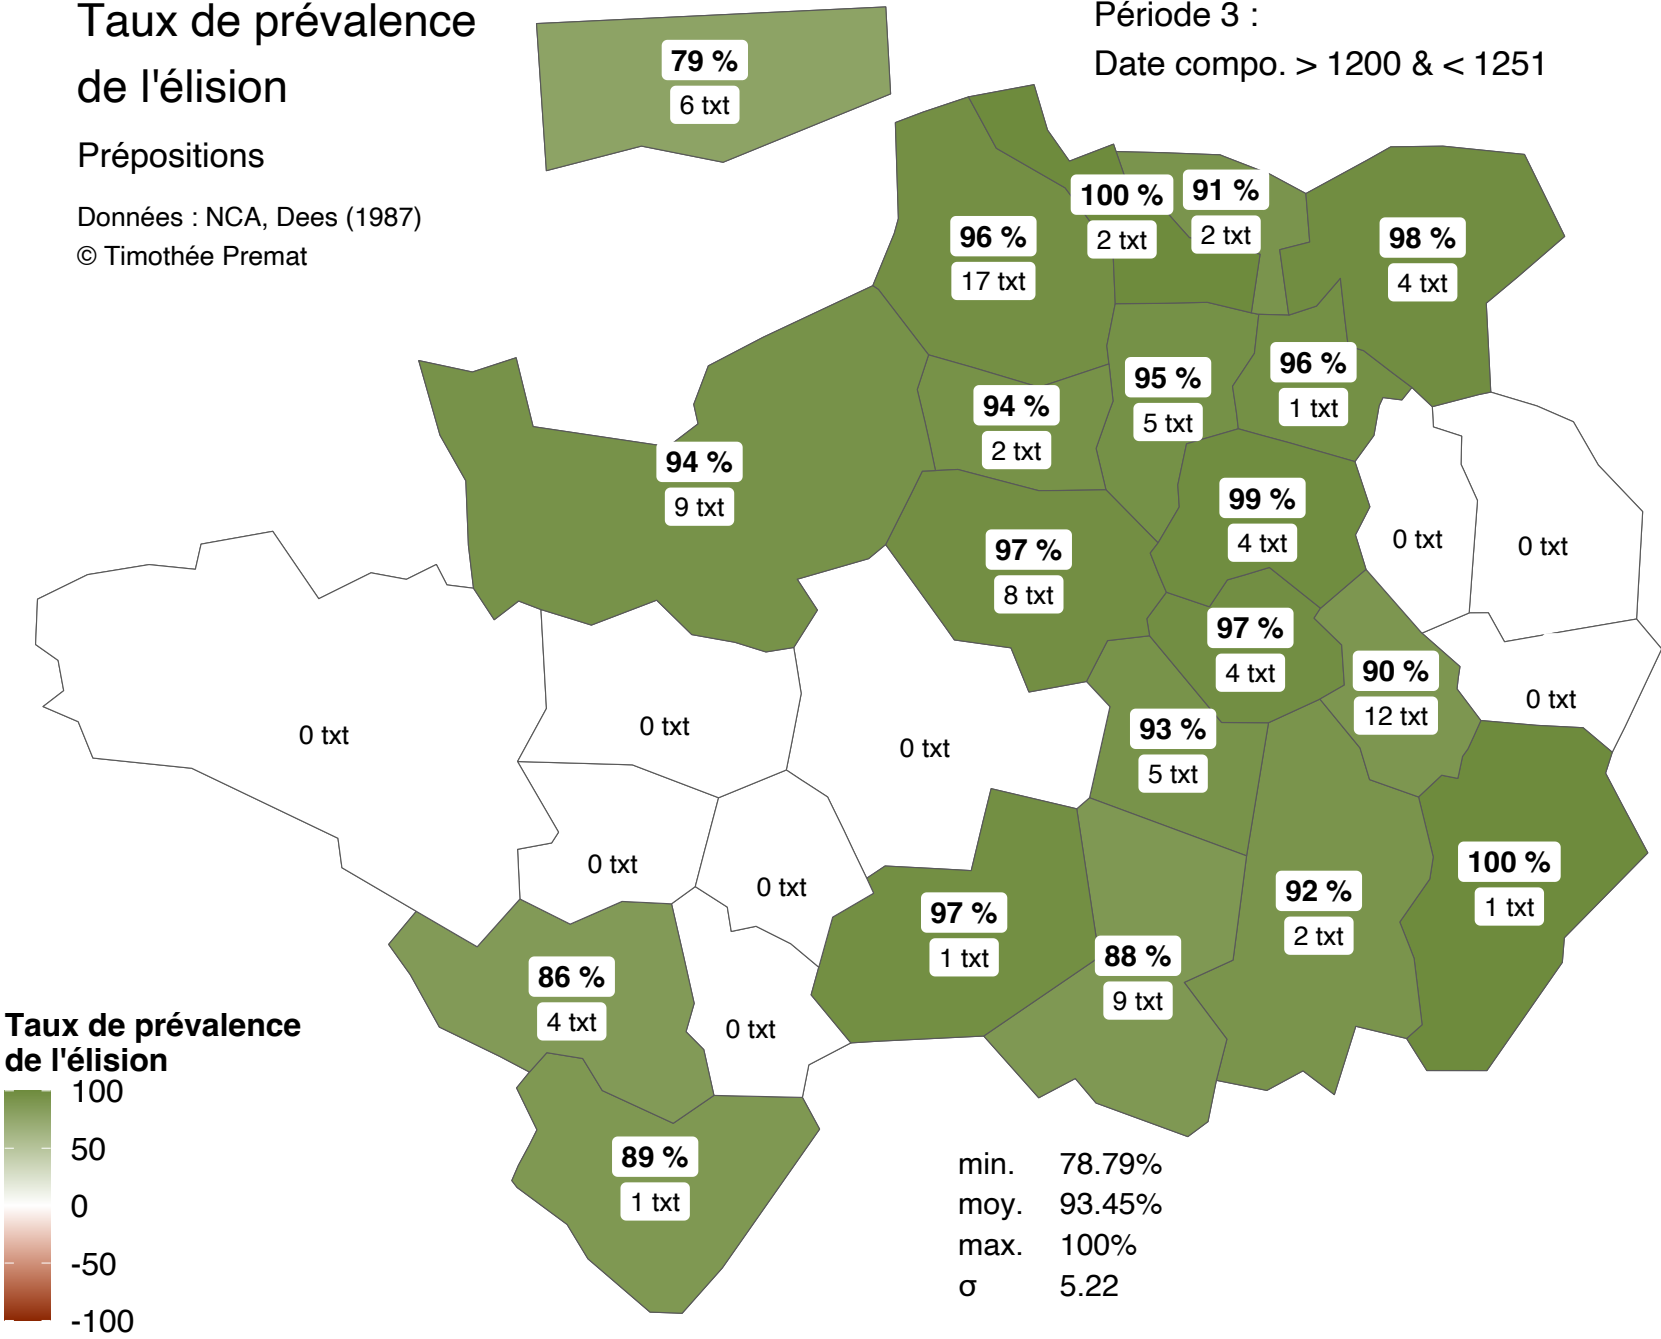 Taux de prévalence
de l'élision
Prépositions
Données : NCA, Dees (1987)
© Timothée Premat
Période 3 :
Date compo. > 1200 & < 1251
79 %
6 txt
100 %
2 txt
91 %
2 txt
96 %
17 txt
98 %
4 txt
95 %
5 txt
96 %
1 txt
94 %
2 txt
94 %
9 txt
99 %
4 txt
0 txt
0 txt
97 %
8 txt
97 %
4 txt
90 %
12 txt
0 txt
0 txt
0 txt
0 txt
93 %
5 txt
0 txt
0 txt
100 %
1 txt
92 %
2 txt
97 %
1 txt
88 %
9 txt
86 %
4 txt
0 txt
89 %
1 txt
Taux de prévalence
de l'élision
100
50
0
-50
-100
min. 78.79%
moy. 93.45%
max. 100%
σ 5.22